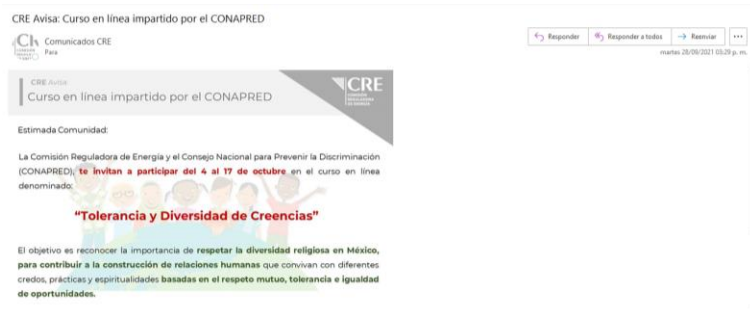 CRE Avisa: Curso en línea impartido por el CONAPRED
Comunicados CRE
Para
Responder
Responder a todos
Reenviar
martes 28/09/2021 03:29 p. m.
CRE Avisa
Curso en línea impartido por el CONAPRED
CRE
COMISIÓN
REGULADORA
DE ENERGÍA
Estimada Comunidad:
La Comisión Reguladora de Energía y el Consejo Nacional para Prevenir la Discriminación
(CONAPRED), te invitan a participar del 4 al 17 de octubre en el curso en línea
denominado:
“Tolerancia y Diversidad de Creencias”
El objetivo es reconocer la importancia de respetar la diversidad religiosa en México,
para contribuir a la construcción de relaciones humanas que convivan con diferentes
credos, prácticas y espiritualidades basadas en el respeto mutuo, tolerancia e igualdad
de oportunidades.